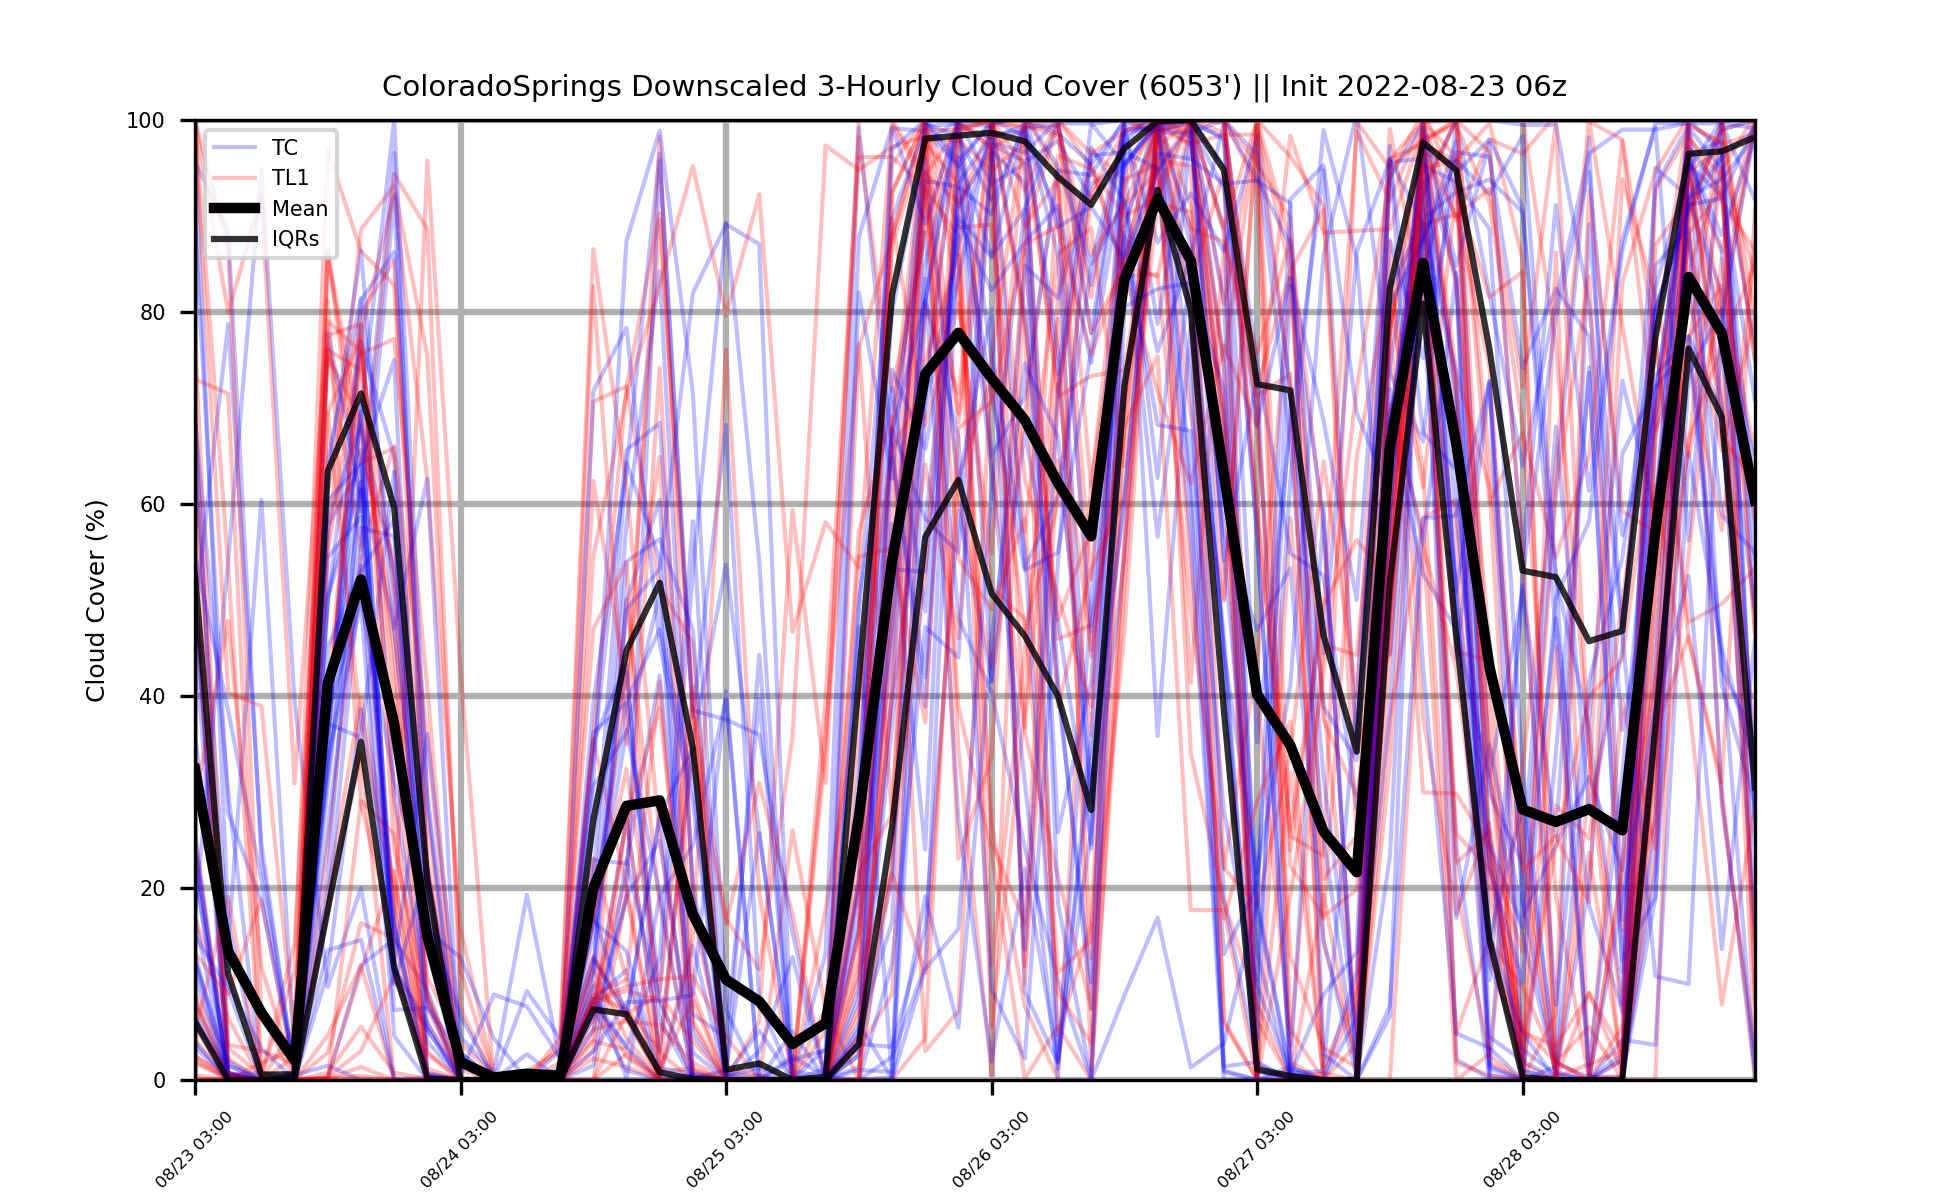 ColoradoSprings Downscaled 3-Hourly Cloud Cover (6053') || Init 2022-08-23 06z
TC
TL1
Mean
IQRs
Cloud Cover (%)
100
80
60
40
20
0
08/23 03:00
08/24 03:00
08/25 03:00
08/26 03:00
08/27 03:00
08/28 03:00